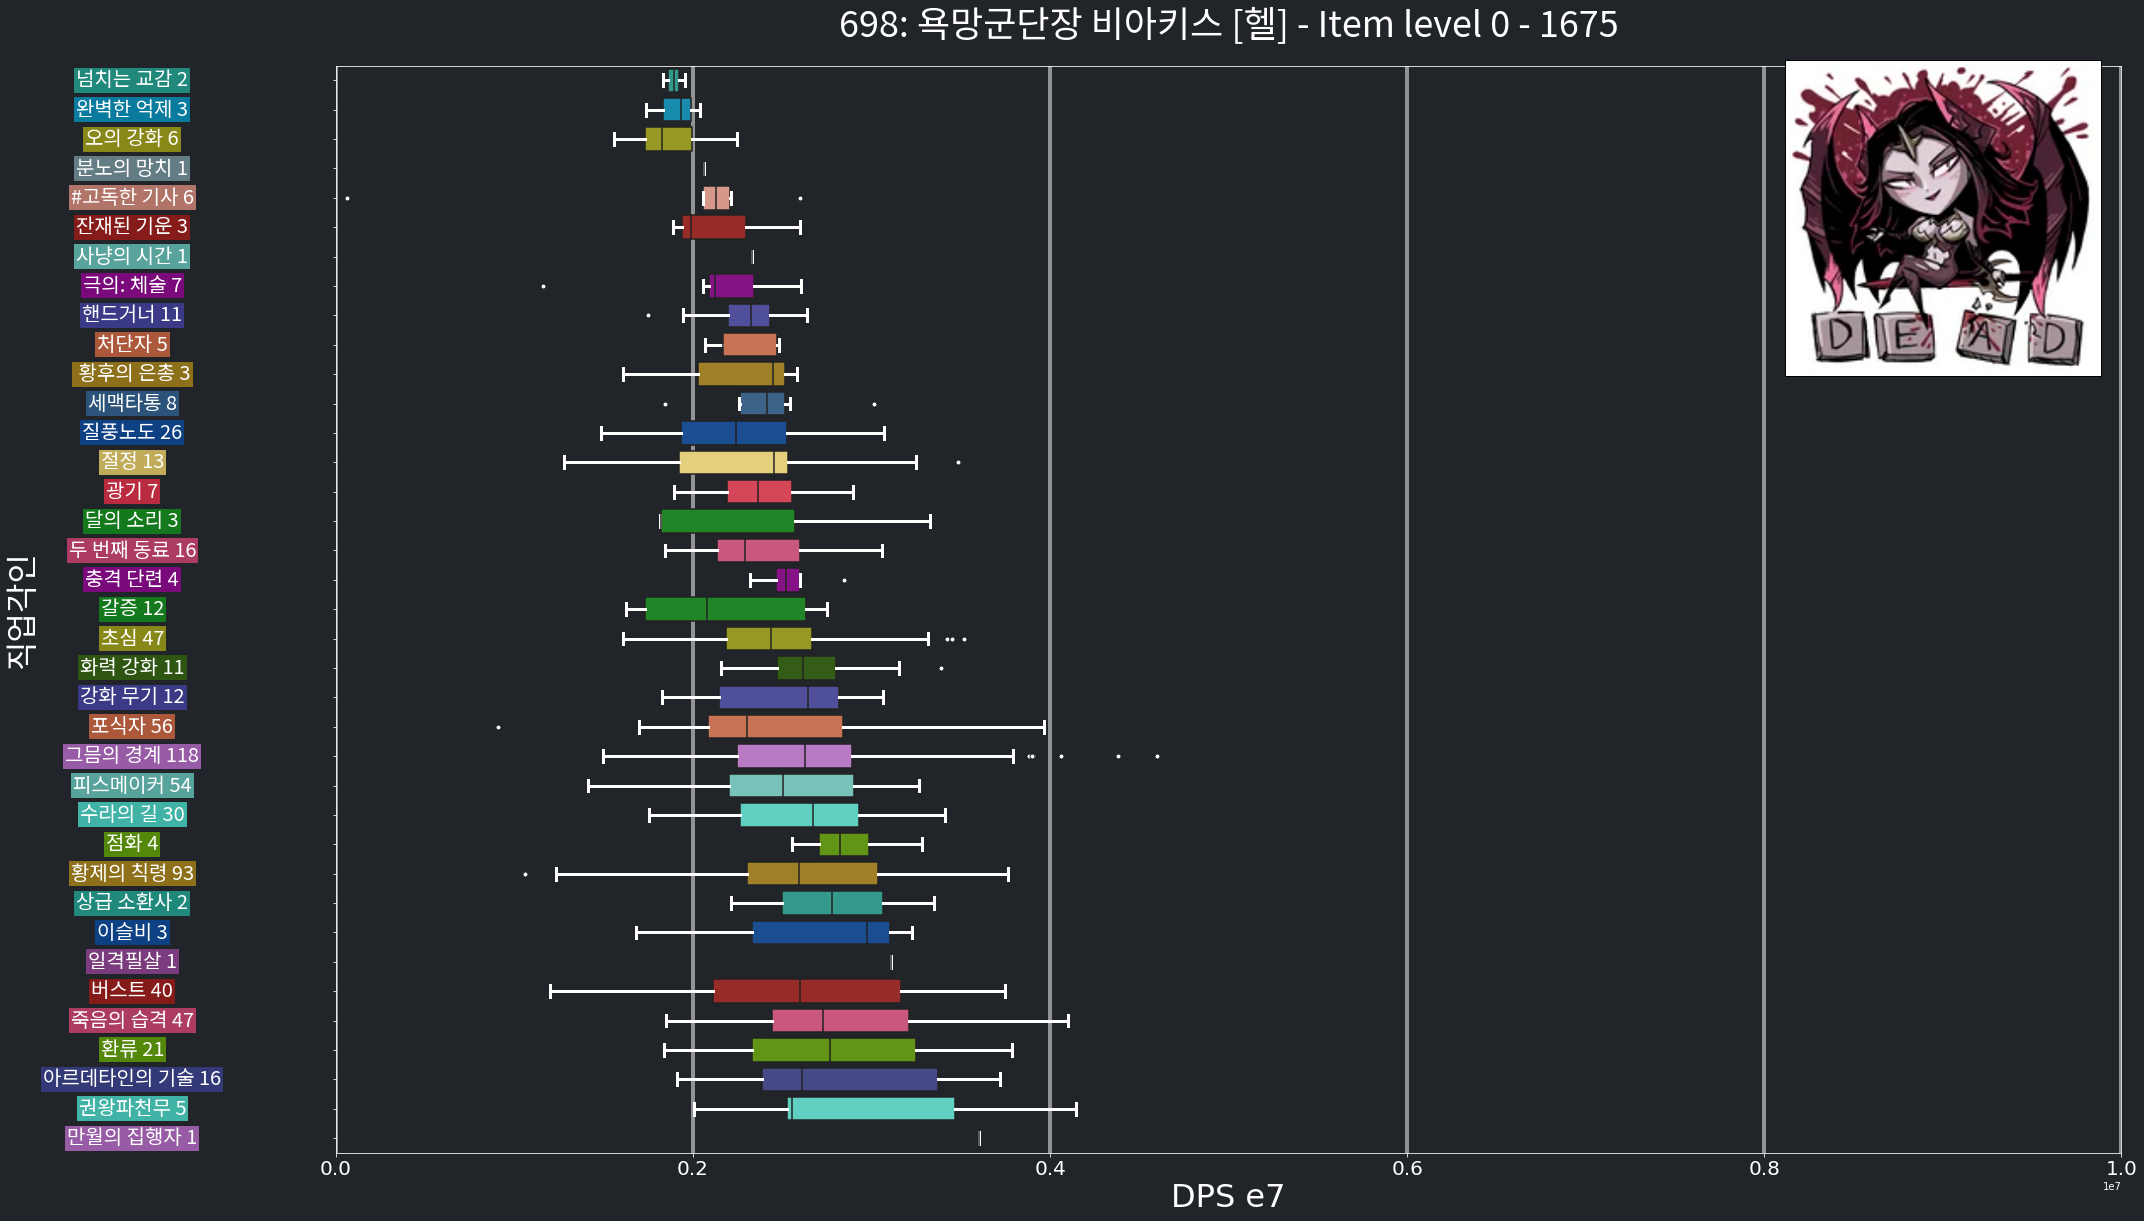 698: 욕망군단장 비아키스 [헬] - Item level 0 - 1675
넘치는 교감 2
완벽한 억제 3
오의 강화 6
분노의 망치 1
#고독한 기사 6
잔재된 기운 3
사냥의 시간 1
극의: 체술 7
핸드거너 11
처단자 5
황후의 은총 3
세맥타통 8
질풍노도 26
절정 13
광기 7
달의 소리 3
두 번째 동료 16
충격 단련 4
갈증 12
초심 47
화력 강화 11
강화 무기 12
포식자 56
그믐의 경계 118
피스메이커 54
수라의 길 30
점화 4
황제의 칙령 93
상급 소환사 2
이슬비 3
일격필살 1
버스트 40
죽음의 습격 47
환류 21
아르데타인의 기술 16
권왕파천무 5
만월의 집행자 1
직업각인
0.0 0.2 0.4 0.6 0.8 1.0
1e7
DPS e7
D E A D